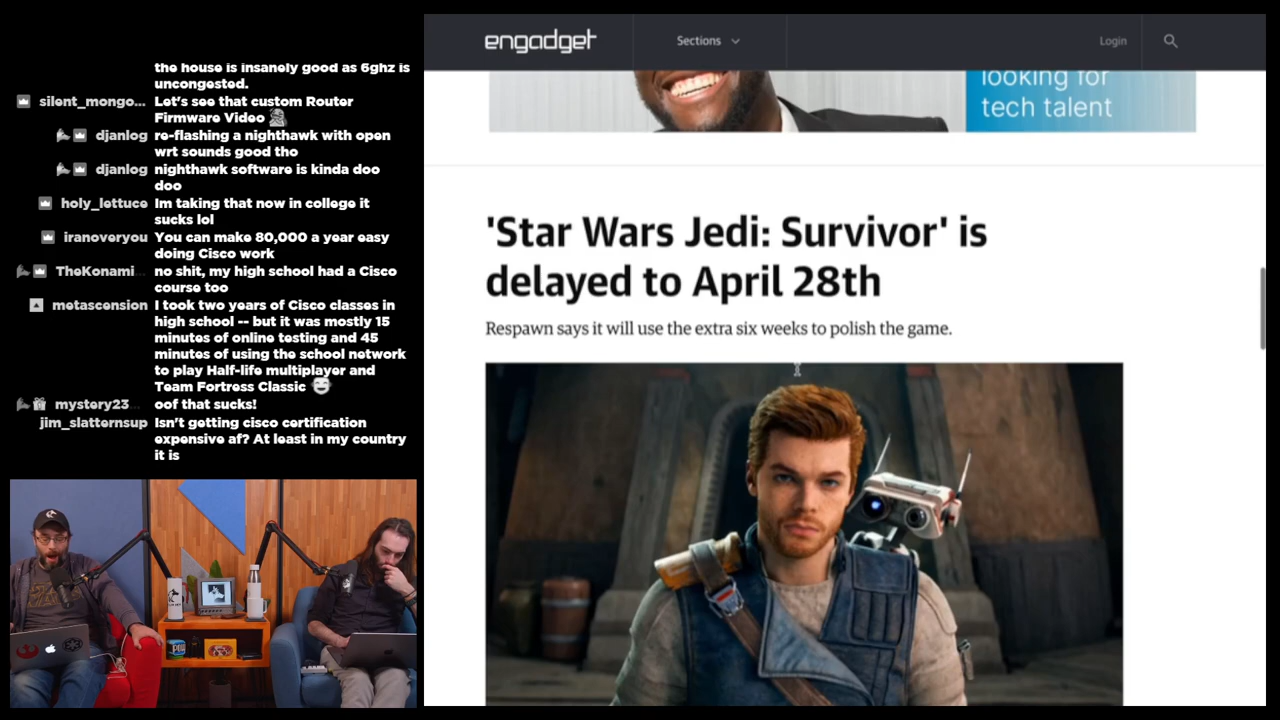 the house is insanely good as 6ghz is
uncongested.
silent_mongo... Let's see that custom Router
Firmware Video
djanlog re-flashing a nighthawk with open
wrt sounds good tho
djanlog nighthawk software is kinda doo
doo
holy_lettuce Im taking that now in college it
sucks lol
iranoveryou You can make 80,000 a year easy
doing Cisco work
TheKonami... no shit, my high school had a Cisco
course too
metascension I took two years of Cisco classes in
high school -- but it was mostly 15
minutes of online testing and 45
minutes of using the school network
to play Half-life multiplayer and
Team Fortress Classic
mystery23... oof that sucks!
jim_slatternsup Isn't getting cisco certification
expensive af? At least in my country
it is
engadget
Sections
Login
looking for
tech talent
'Star Wars Jedi: Survivor' is
delayed to April 28th
Respawn says it will use the extra six weeks to polish the game.